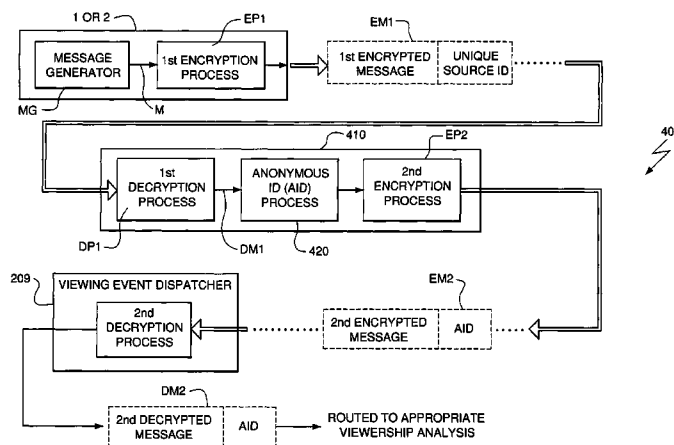 1 OR 2
EP1
EM1
MESSAGE
GENERATOR
1st ENCRYPTION
PROCESS
1st ENCRYPTED
MESSAGE
UNIQUE
SOURCE ID
MG
M
410
EP2
40
1st
DECRYPTION
PROCESS
ANONYMOUS
ID (AID)
PROCESS
2nd
ENCRYPTION
PROCESS
DP1
DM1
420
209
VIEWING EVENT DISPATCHER
EM2
2nd
DECRYPTION
PROCESS
2nd ENCRYPTED
MESSAGE
AID
DM2
2nd DECRYPTED
MESSAGE
AID
ROUTED TO APPROPRIATE
VIEWERSHIP ANALYSIS